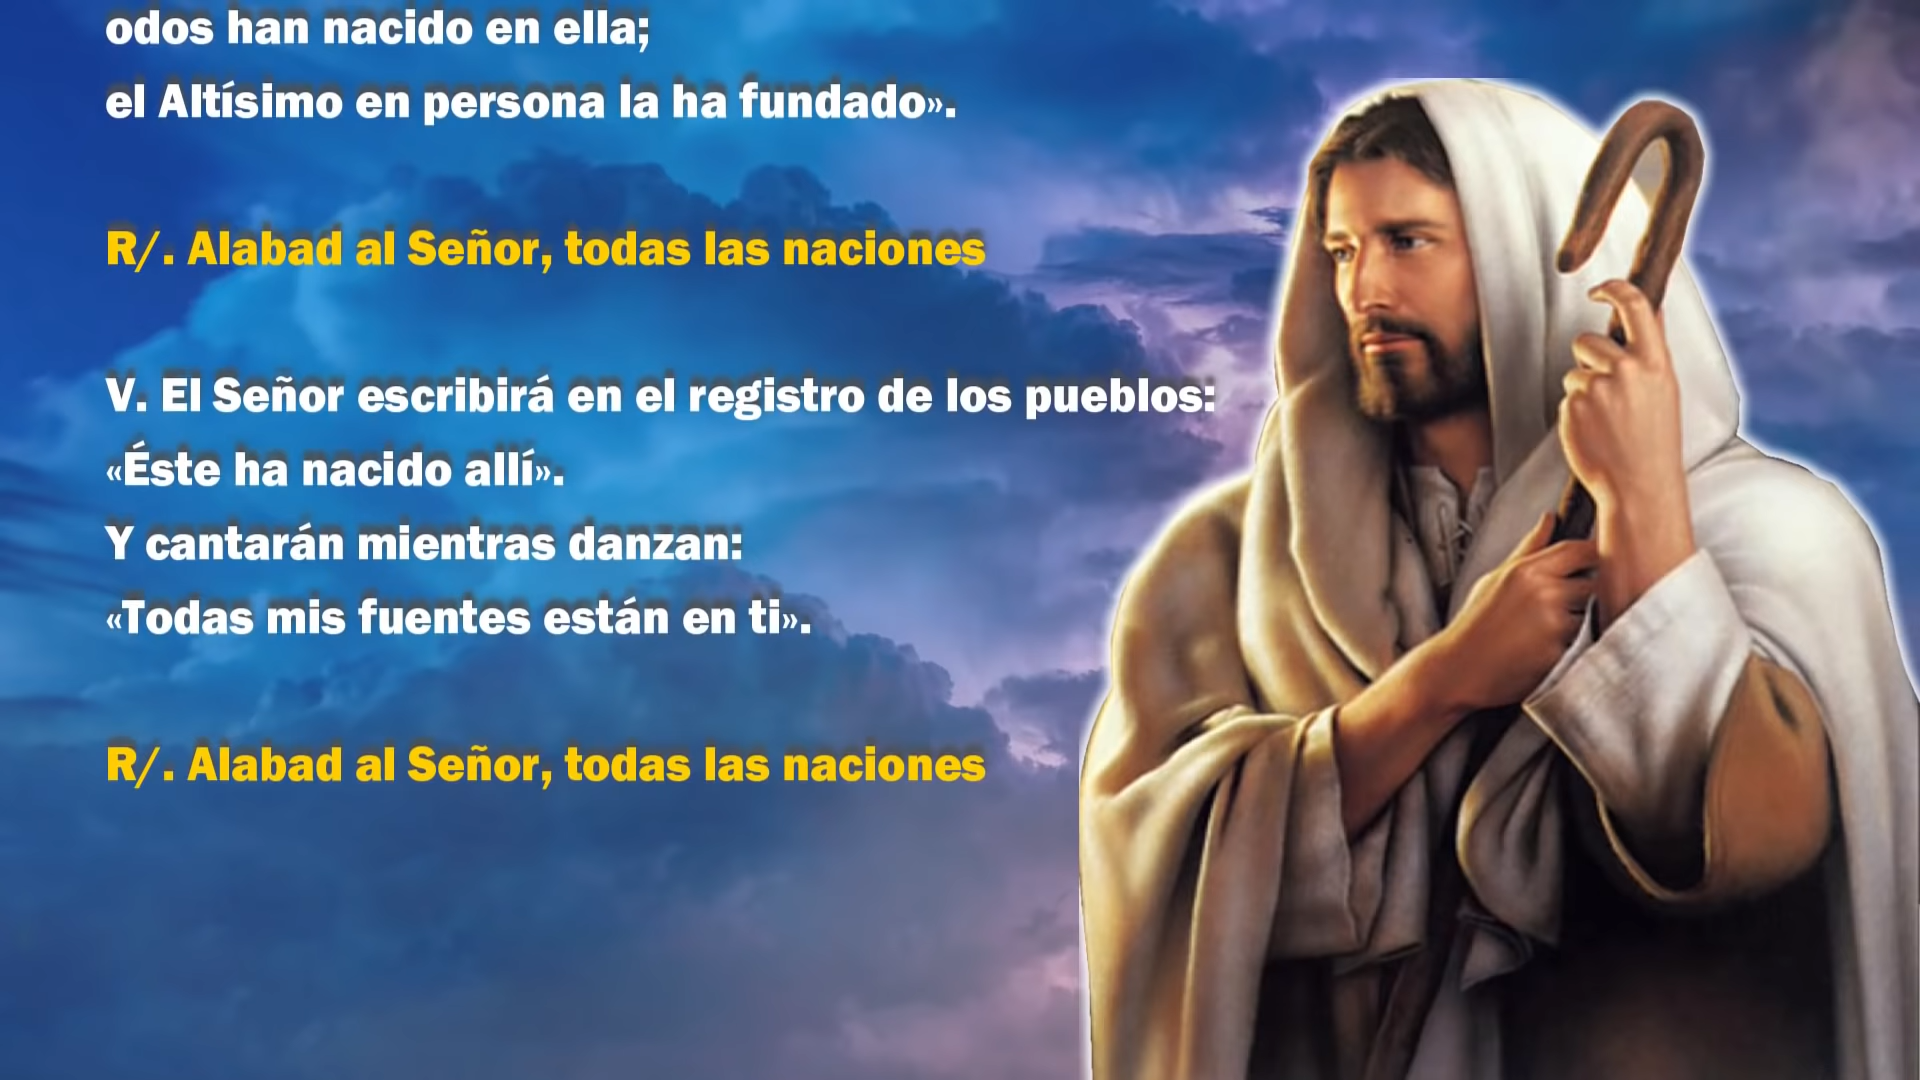 odos han nacido en ella;
el Altísimo en persona la ha fundado».
R/. Alabad al Señor, todas las naciones
V. El Señor escribirá en el registro de los pueblos:
«Éste ha nacido allí».
Y cantarán mientras danzan:
«Todas mis fuentes están en ti».
R/. Alabad al Señor, todas las naciones